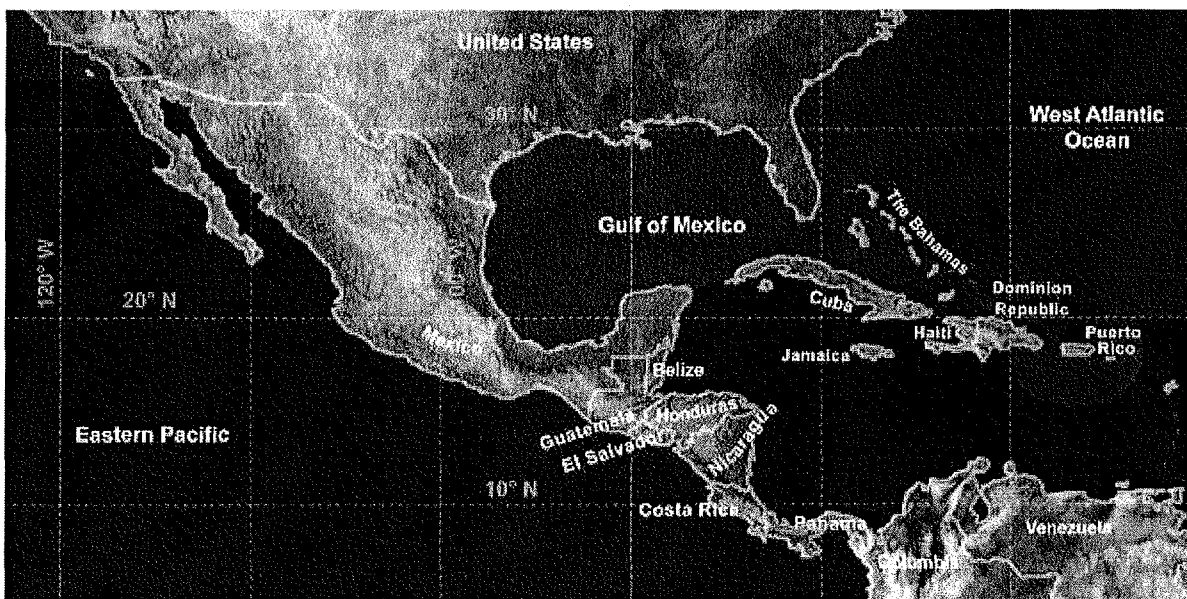 United States
30° N
West Atlantic
Ocean
The Bahamas
Gulf of Mexico
120° W
20° N
Cuba
Dominion
Republic
Mexico
Haiti
Puerto
Rico
Jamaica
Belize
Eastern Pacific
Guatemala
Honduras
El Salvador
Nicaragua
10° N
Costa Rica
Panama
Venezuela
Colombia